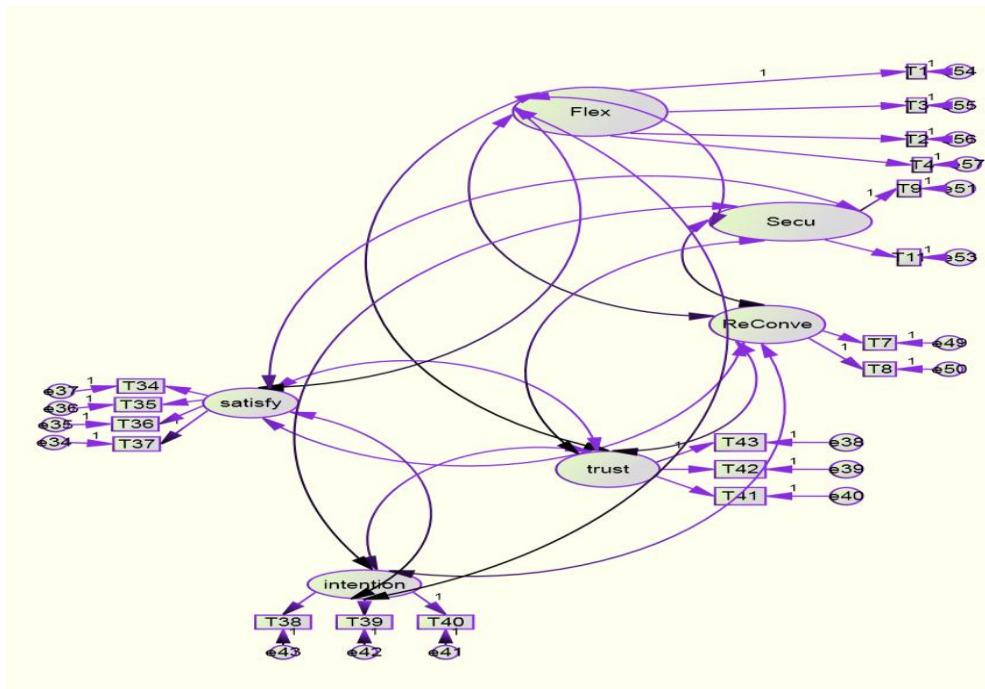 1
T1
1
e54
Flex
T3
1
e55
T2
1
e56
T4
1
e57
1
T9
1
e51
Secu
T11
1
e53
ReConve
T7
1
e49
1
T8
1
e50
e37
1
T34
e36
1
T35
satisfy
e35
1
T36
1
e34
1
T37
1
T43
1
e38
trust
T42
1
e39
T41
1
e40
intention
1
T38
T39
T40
1
1
1
e43
e42
e41